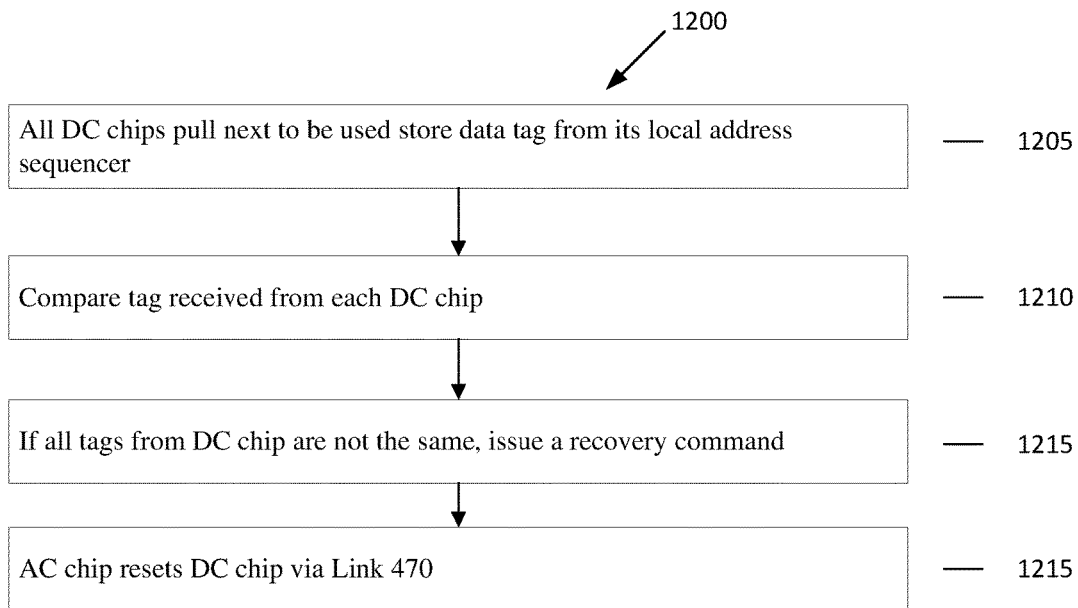 1200
All DC chips pull next to be used store data tag from its local address
sequencer
1205
Compare tag received from each DC chip
1210
If all tags from DC chip are not the same, issue a recovery command
1215
AC chip resets DC chip via Link 470
1215